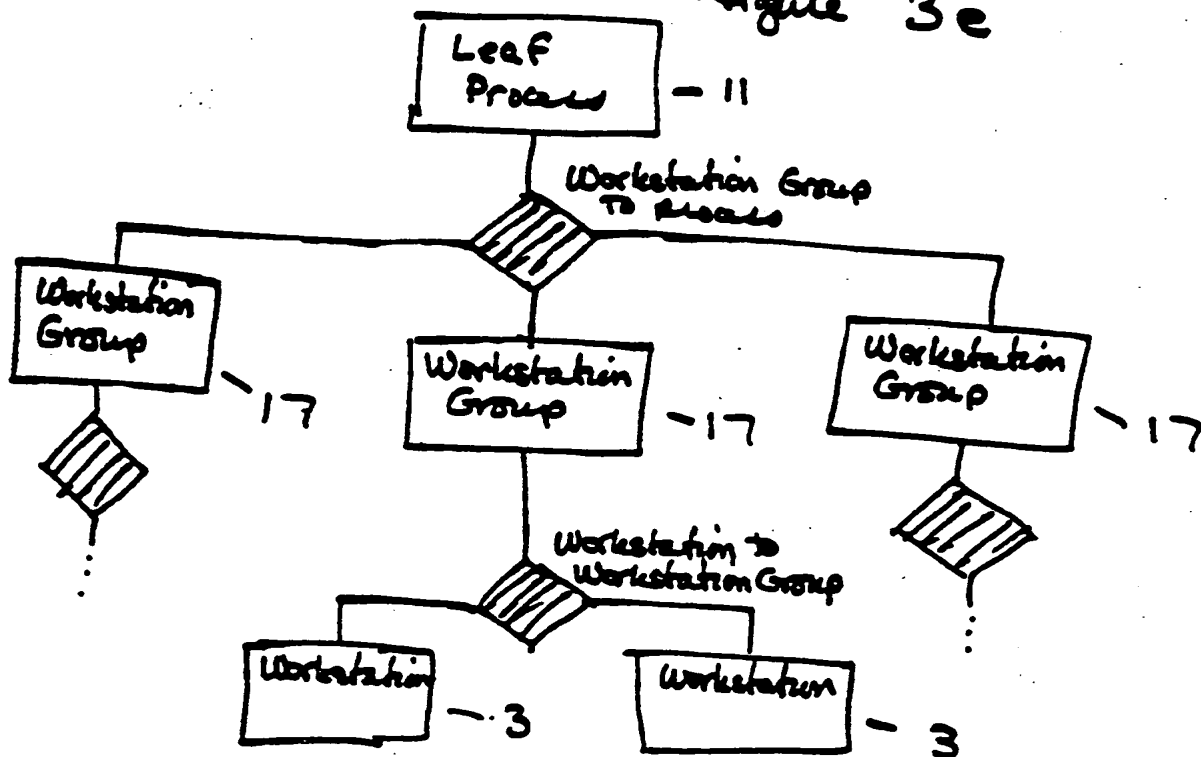 Figure 3e
Leaf
Process
11
Workstation Group
to Process
Workstation
Group
17
Workstation
Group
17
Workstation
Group
17
Workstation to
Workstation Group
Workstation
3
Workstation
3